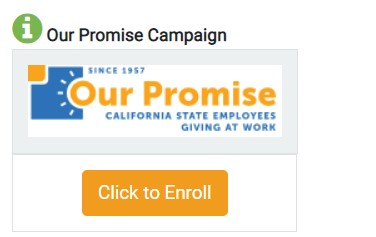 Our Promise Campaign
SINCE 1957
Our Promise
CALIFORNIA STATE EMPLOYEES
GIVING AT WORK
Click to Enroll